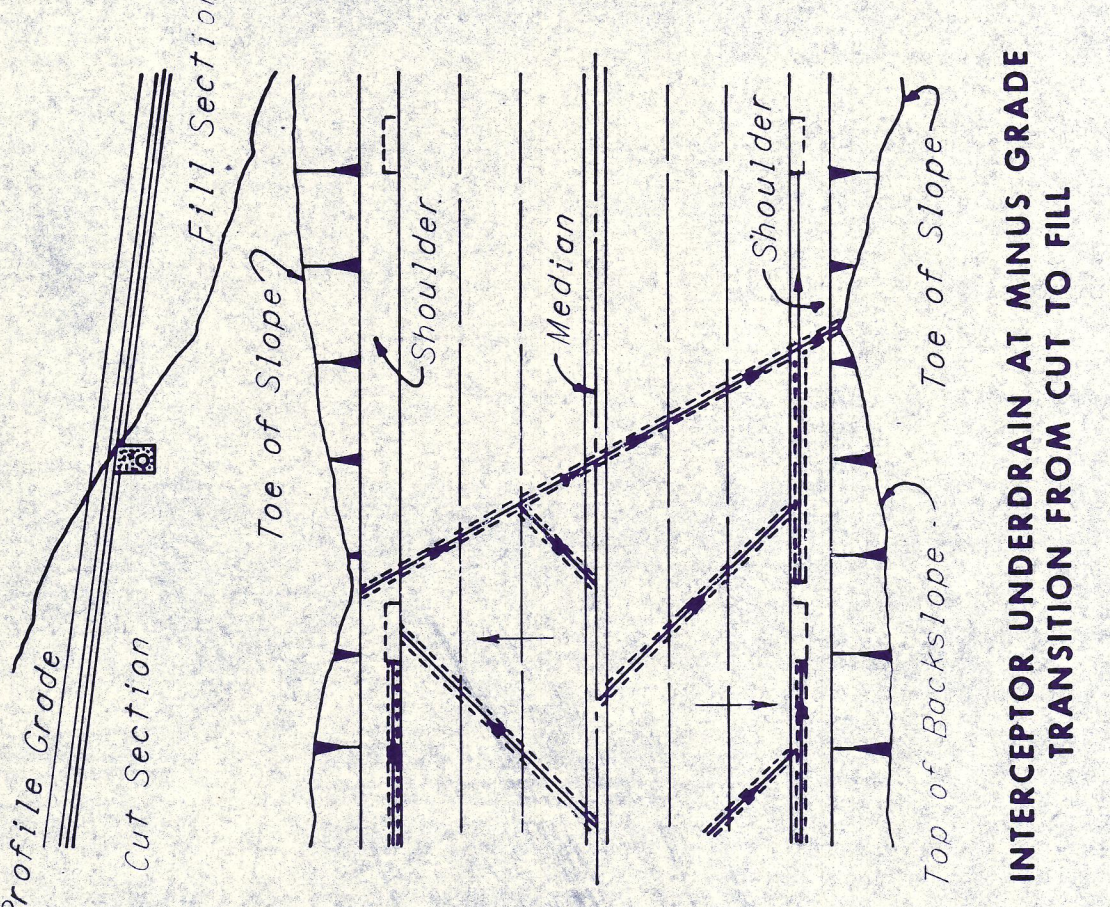 Profile Grade
Cut Section
Fill Section
Toe of Slope
Shoulder
Median
Shoulder
Toe of Slope
Top of Backslope
INTERCEPTOR UNDERDRAIN AT MINUS GRADE
TRANSITION FROM CUT TO FILL